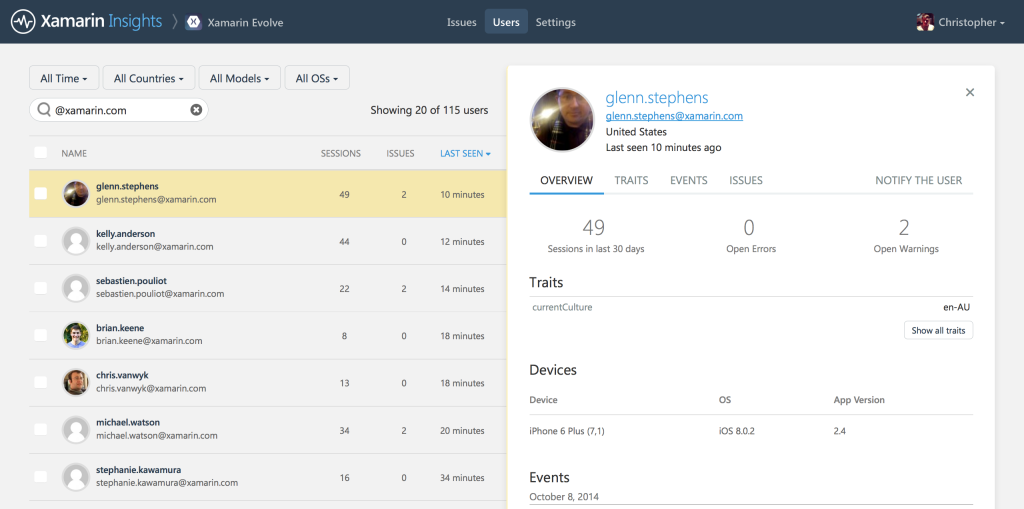 Xamarin Insights Xamarin Evolve Issues Users Settings Christopher
All Time All Countries All Models All OSs
@xamarin.com Showing 20 of 115 users
NAME SESSIONS ISSUES LAST SEEN
glenn.stephens
glenn.stephens@xamarin.com 49 2 10 minutes
kelly.anderson
kelly.anderson@xamarin.com 44 0 12 minutes
sebastien.pouliot
sebastien.pouliot@xamarin.com 22 2 14 minutes
brian.keene
brian.keene@xamarin.com 8 0 18 minutes
chris.vanwyk
chris.vanwyk@xamarin.com 13 0 18 minutes
michael.watson
michael.watson@xamarin.com 34 2 20 minutes
stephanie.kawamura
stephanie.kawamura@xamarin.com 16 0 34 minutes
glenn.stephens
glenn.stephens@xamarin.com
United States
Last seen 10 minutes ago
OVERVIEW TRAITS EVENTS ISSUES NOTIFY THE USER
49 0 2
Sessions in last 30 days Open Errors Open Warnings
Traits
currentCulture en-AU
Show all traits
Devices
Device OS App Version
iPhone 6 Plus (7,1) iOS 8.0.2 2.4
Events
October 8, 2014